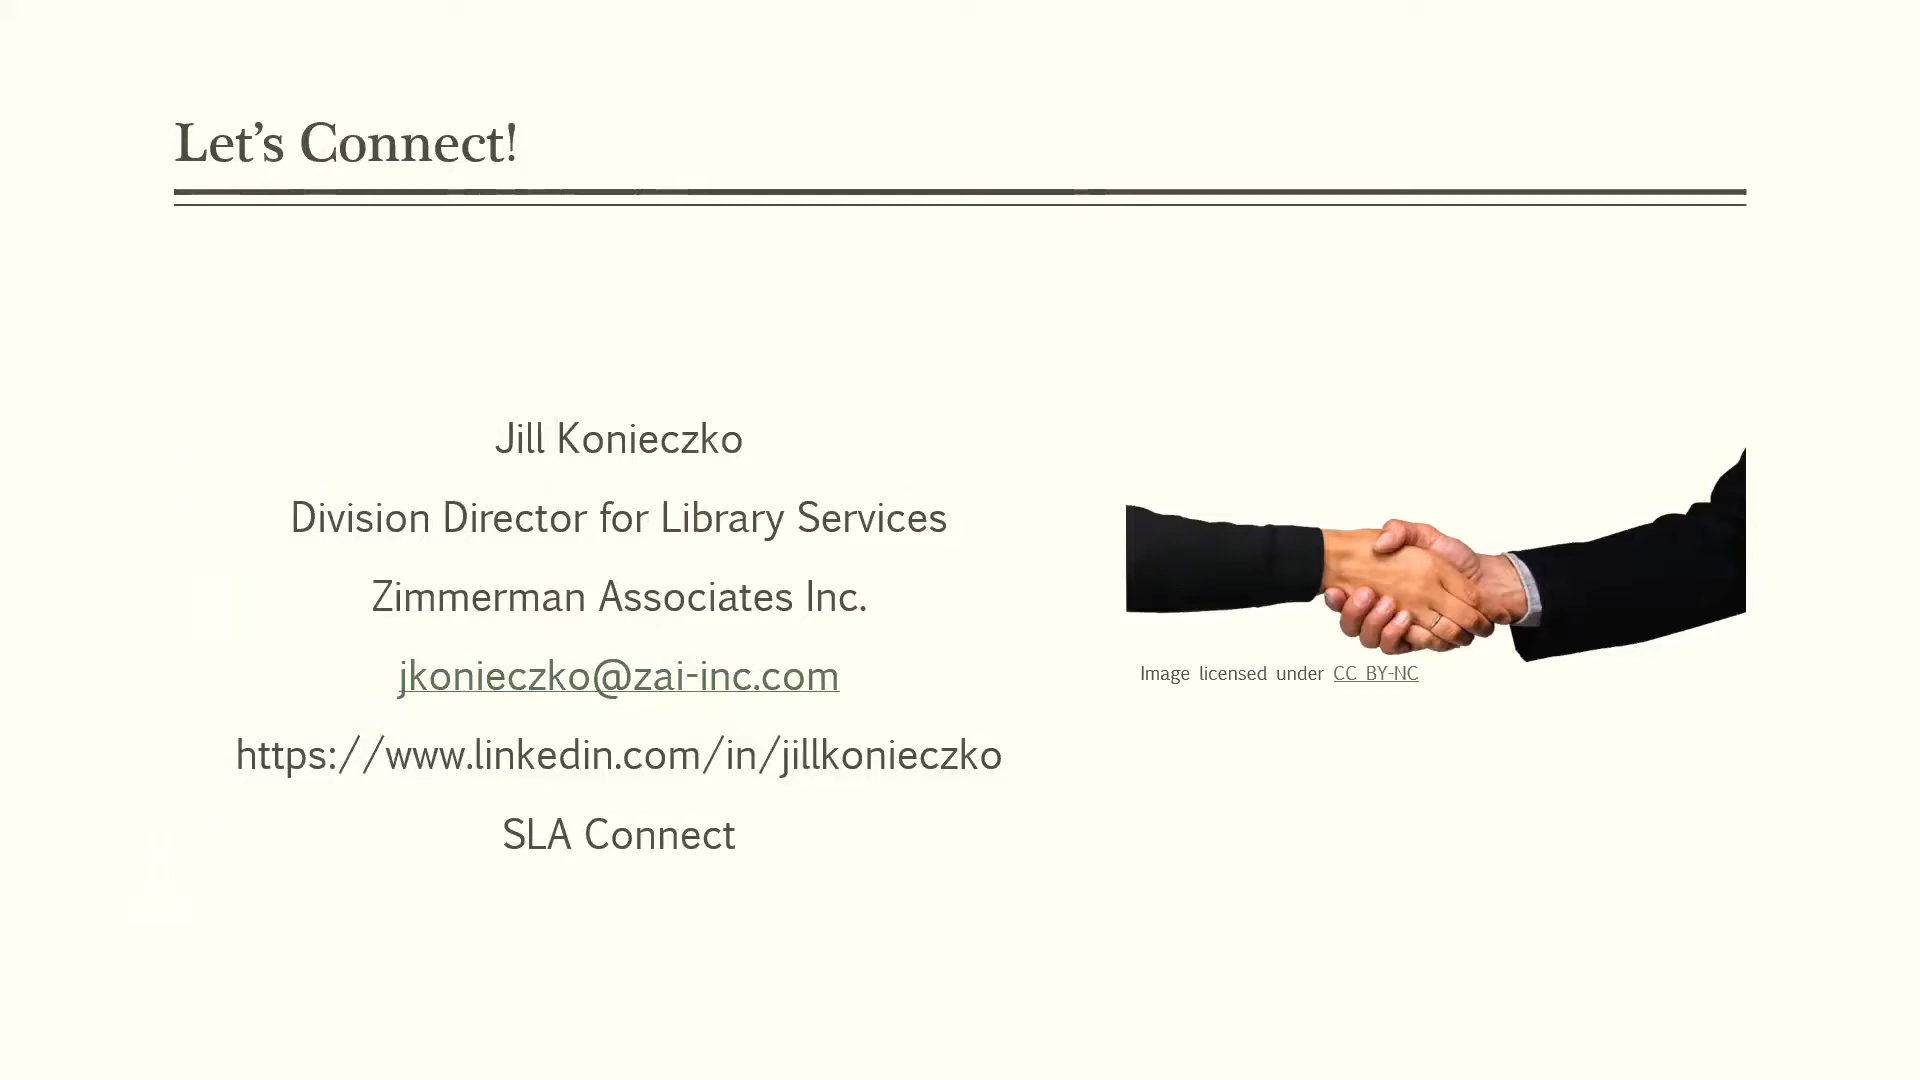 Let's Connect!
Jill Konieczko
Division Director for Library Services
Zimmerman Associates Inc.
jkonieczko@zai-inc.com
https://www.linkedin.com/in/jillkonieczko
SLA Connect
Image licensed under CC BY-NC